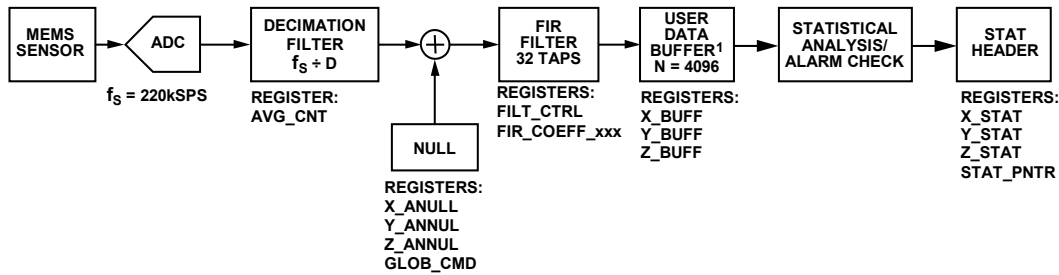 MEMS
SENSOR
ADC
fS = 220kSPS
DECIMATION
FILTER
fS ÷ D
REGISTER:
AVG_CNT
NULL
REGISTERS:
X_ANULL
Y_ANNUL
Z_ANNUL
GLOB_CMD
FIR
FILTER
32 TAPS
REGISTERS:
FILT_CTRL
FIR_COEFF_xxx
USER
DATA
BUFFER1
N = 4096
REGISTERS:
X_BUFF
Y_BUFF
Z_BUFF
STATISTICAL
ANALYSIS/
ALARM CHECK
STAT
HEADER
REGISTERS:
X_STAT
Y_STAT
Z_STAT
STAT_PNTR